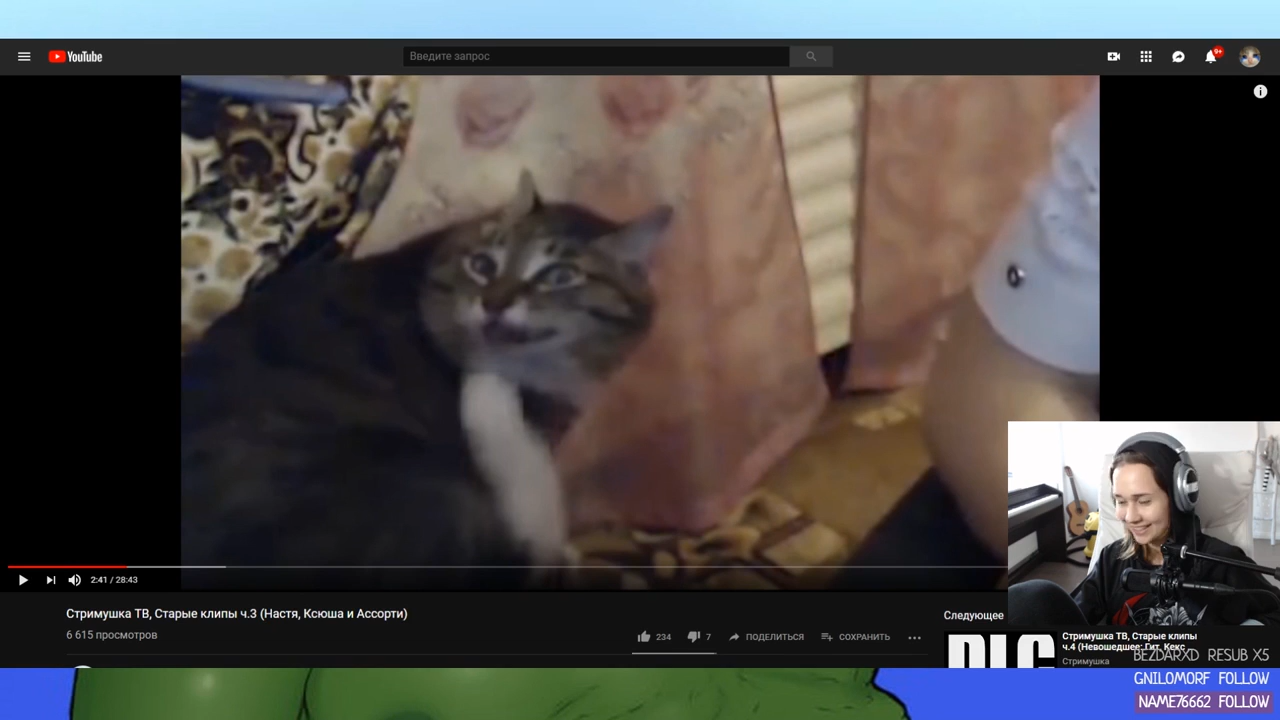 YouTube
Введите запрос
9+
2:41 / 28:43
Стримушка ТВ, Старые клипы ч.3 (Настя, Ксюша и Ассорти)
6 615 просмотров
234
7
ПОДЕЛИТЬСЯ
СОХРАНИТЬ
Следующее
DLC
Стримушка ТВ, Старые клипы
ч.4 (Невошедшее: Гит, Кекс
Стримушка
BEZDARXD RESUB X5
GNILOMORF FOLLOW
NAME76662 FOLLOW